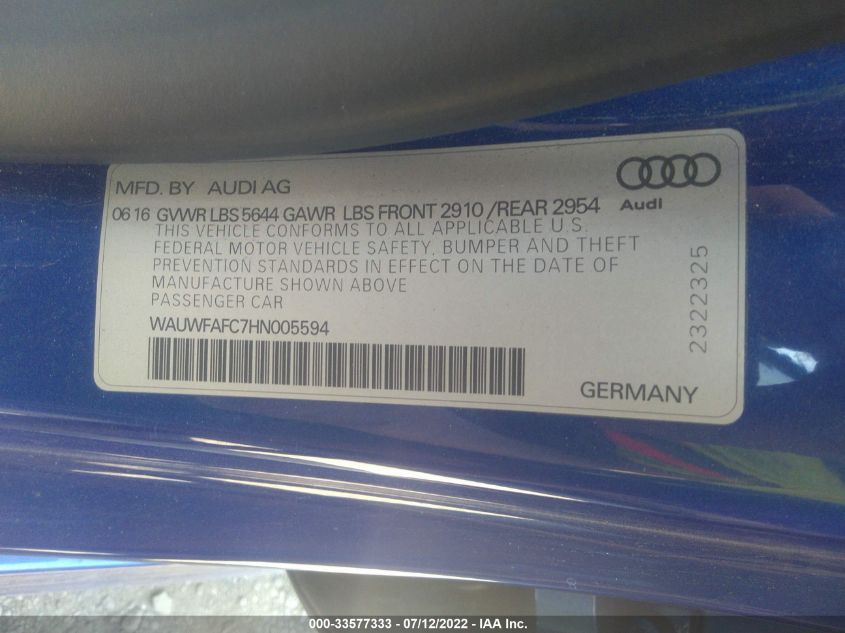 MFD. BY AUDI AG
06 16 GVWR LBS 5644 GAWR LBS FRONT 2910 /REAR 2954
Audi
THIS VEHICLE CONFORMS TO ALL APPLICABLE U.S.
FEDERAL MOTOR VEHICLE SAFETY, BUMPER AND THEFT
PREVENTION STANDARDS IN EFFECT ON THE DATE OF
MANUFACTURE SHOWN ABOVE
PASSENGER CAR
WAUWFAFC7HN005594
2322325
GERMANY
000-33577333 - 07/12/2022 - IAA Inc.